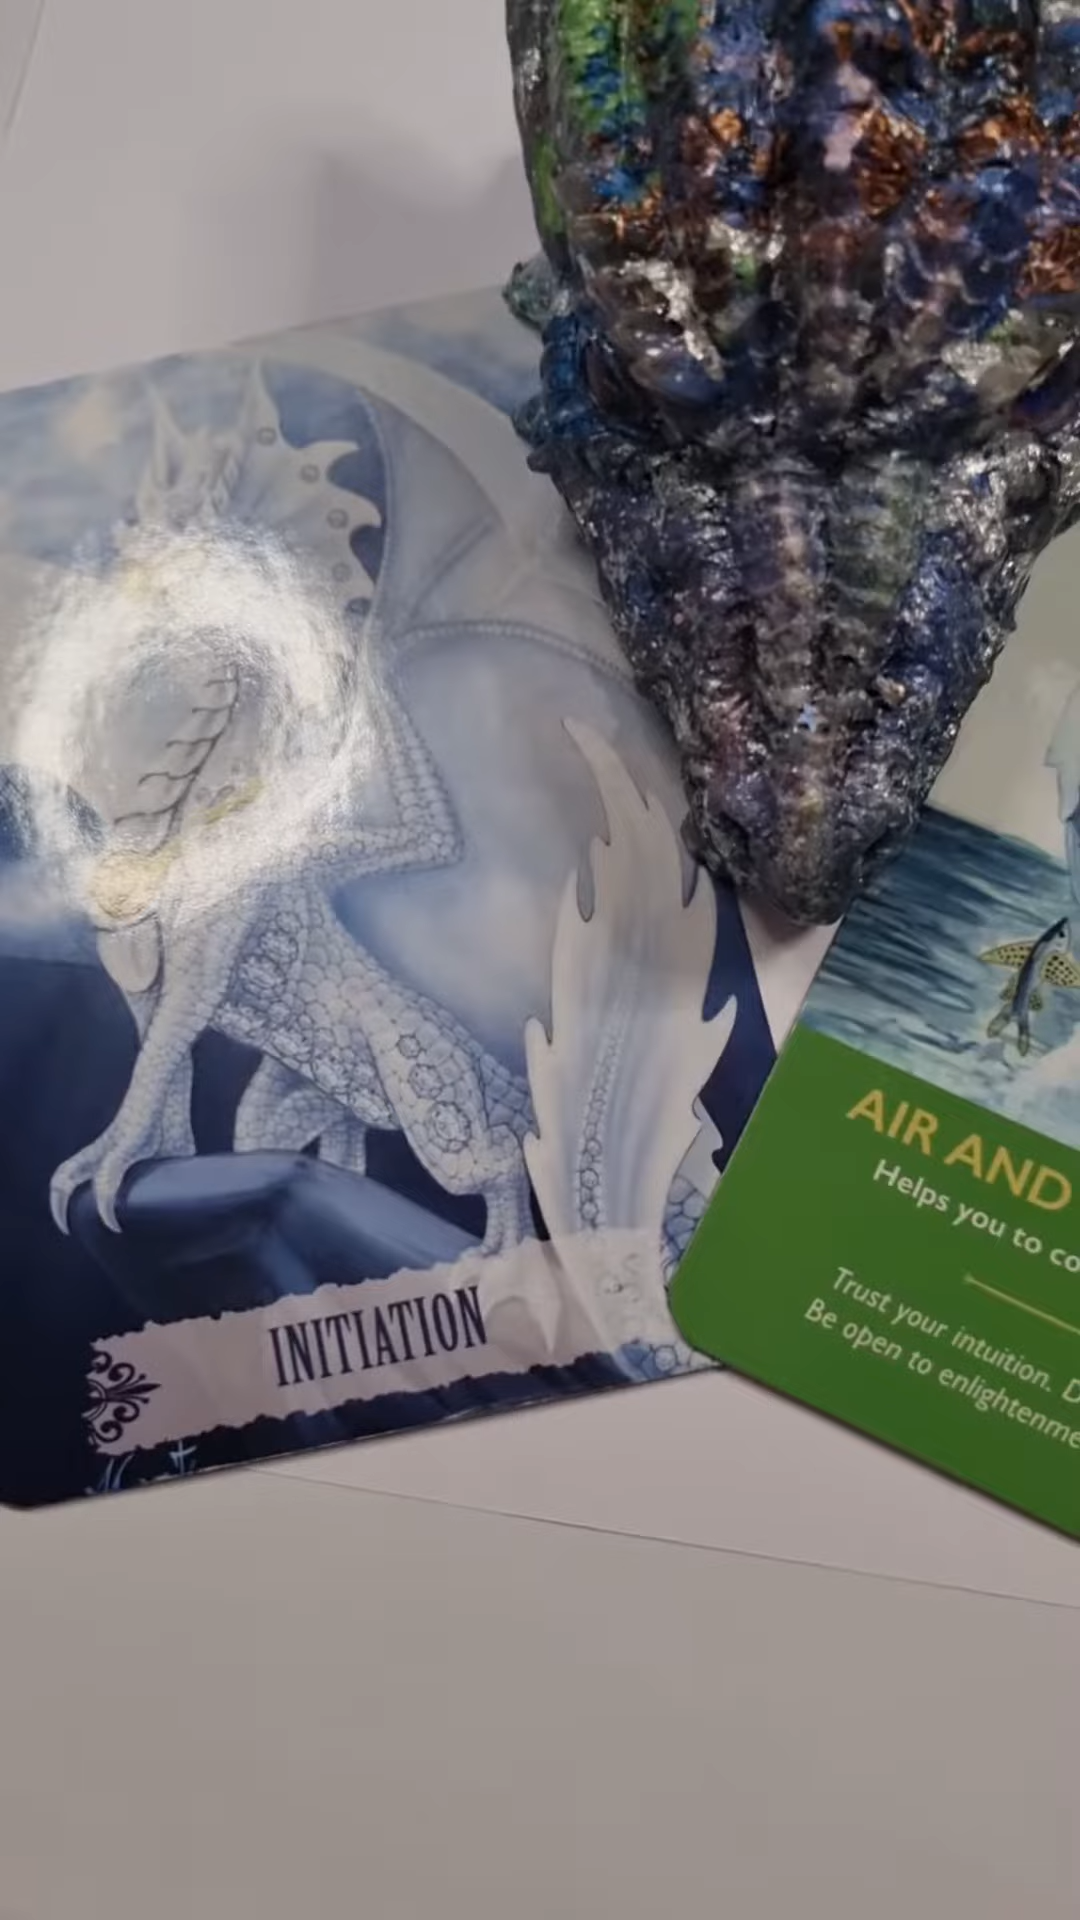 INITIATION
AIR AND
Helps you to co
Trust your intuition. D
Be open to enlightenme